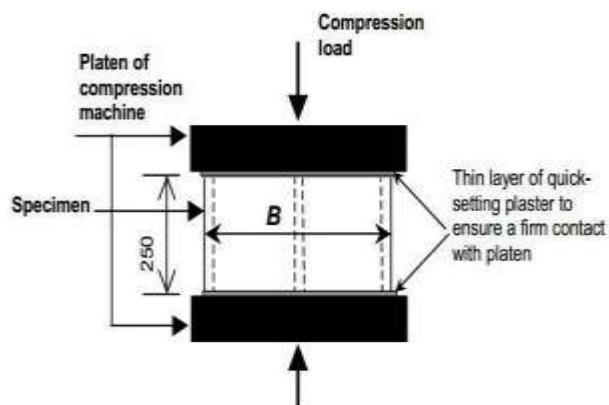 Compression
load
Platen of
compression
machine
Specimen
250
B
Thin layer of quick-
setting plaster to
ensure a firm contact
with platen